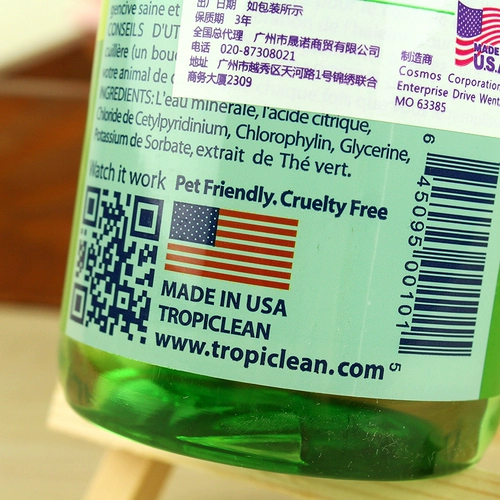 出厂日期 如包装所示
保质期 3年
全国总代理 广州市晟诺商贸有限公司
电话 020-87308021
地址 广州市越秀区天河路1号锦绣联合
商务大厦2309
制造商
Cosmos Corporation
Enterprise Drive Went
MO 63385
MADE
U.S.
gencive saine et
CONSEILS D'UT
cuillère (un bouc
votre animal de c
INGREDIENTS: L'eau minérale, l'acide citrique,
Chloride de Cetylpyridinium, Chlorophylin, Glycerine,
Potassium de Sorbate, extrait de Thé vert.
Watch it work Pet Friendly. Cruelty Free
MADE IN USA
TROPICLEAN
www.tropiclean.com
6 45095 00101 5